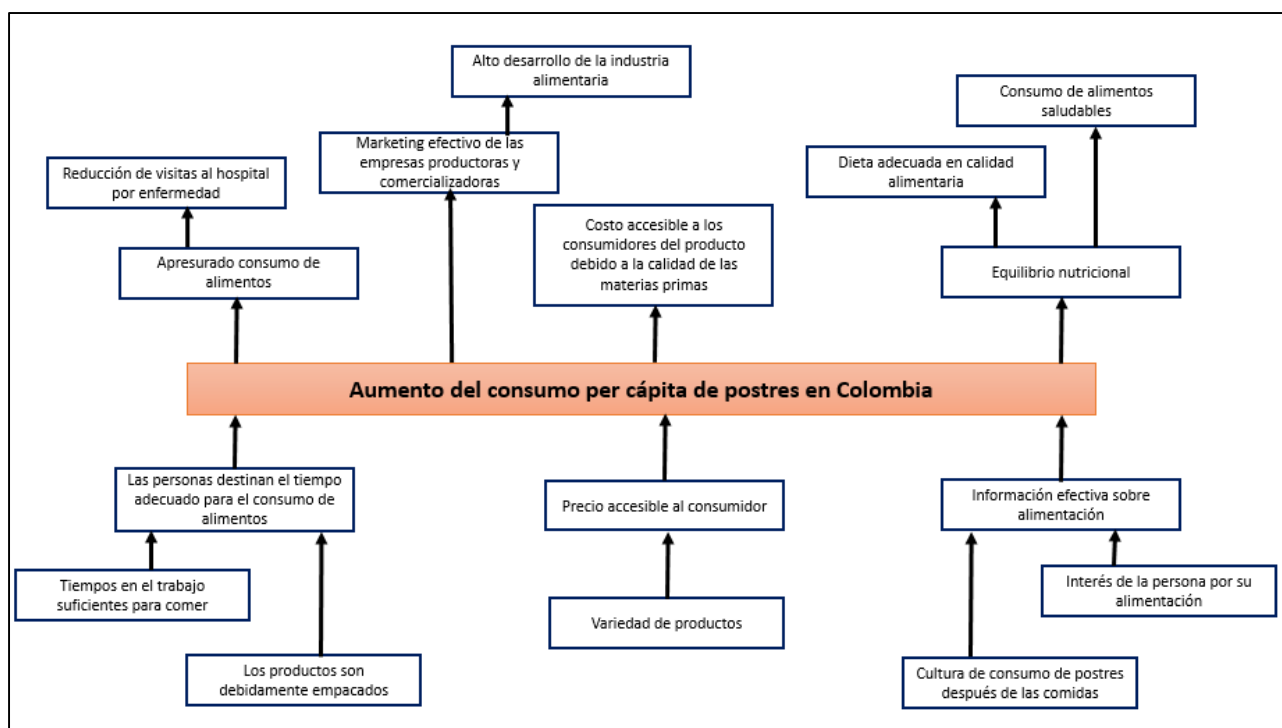 Alto desarrollo de la industria
alimentaria
Consumo de alimentos
saludables
Marketing efectivo de las
empresas productoras y
comercializadoras
Reducción de visitas al hospital
por enfermedad
Dieta adecuada en calidad
alimentaria
Costo accesible a los
consumidores del producto
debido a la calidad de las
materias primas
Apresurado consumo de
alimentos
Equilibrio nutricional
Aumento del consumo per cápita de postres en Colombia
Las personas destinan el tiempo
adecuado para el consumo de
alimentos
Precio accesible al consumidor
Información efectiva sobre
alimentación
Tiempos en el trabajo
suficientes para comer
Interés de la persona por su
alimentación
Variedad de productos
Los productos son
debidamente empacados
Cultura de consumo de postres
después de las comidas